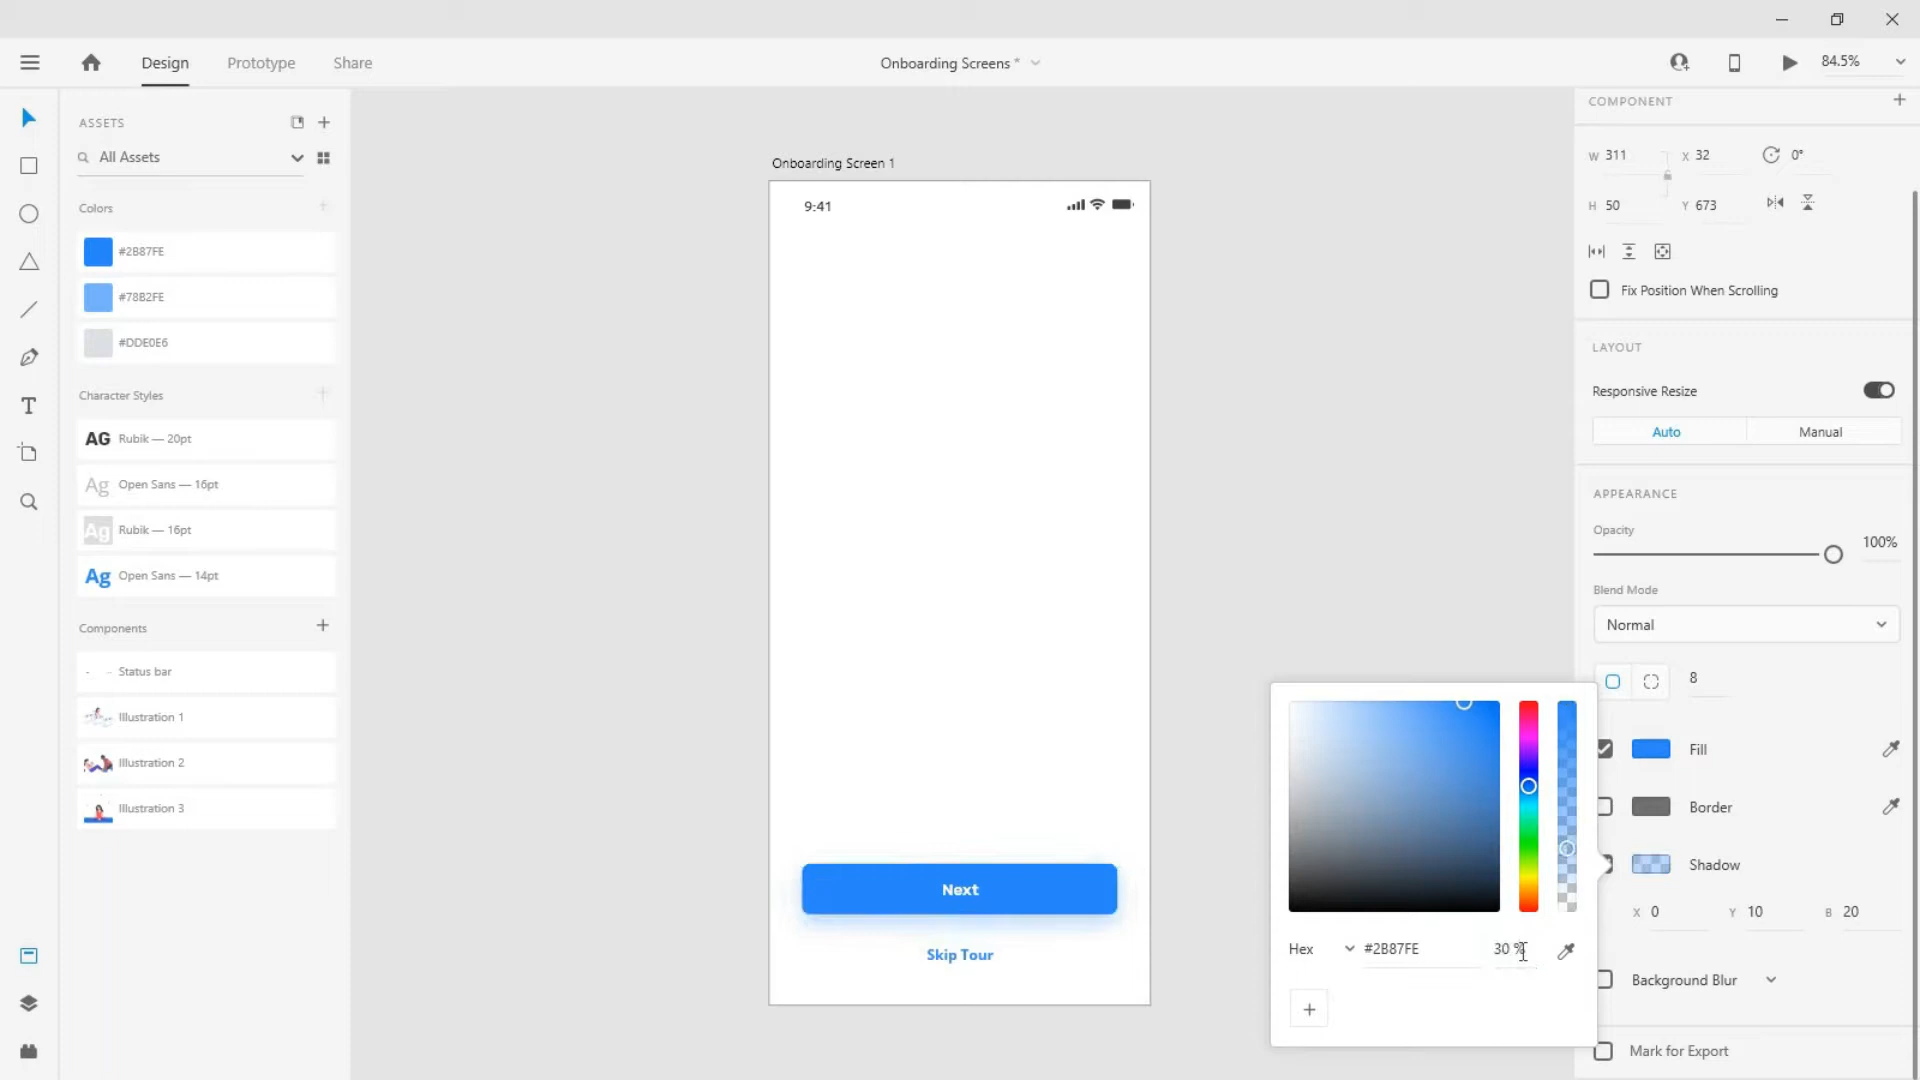 Design
Prototype
Share
Onboarding Screens *
84.5%
ASSETS
All Assets
Colors
#2B87FE
#78B2FE
#DDE0E6
Character Styles
AG Rubik — 20pt
Ag Open Sans — 16pt
Ag Rubik — 16pt
Ag Open Sans — 14pt
Components
Status bar
Illustration 1
Illustration 2
Illustration 3
Onboarding Screen 1
9:41
Next
Skip Tour
COMPONENT
W 311 X 32 0°
H 50 Y 673
Fix Position When Scrolling
LAYOUT
Responsive Resize
Auto Manual
APPEARANCE
Opacity
100%
Blend Mode
Normal
8
Fill
Border
Shadow
X 0 Y 10 B 20
Background Blur
Mark for Export
Hex #2B87FE 30 %